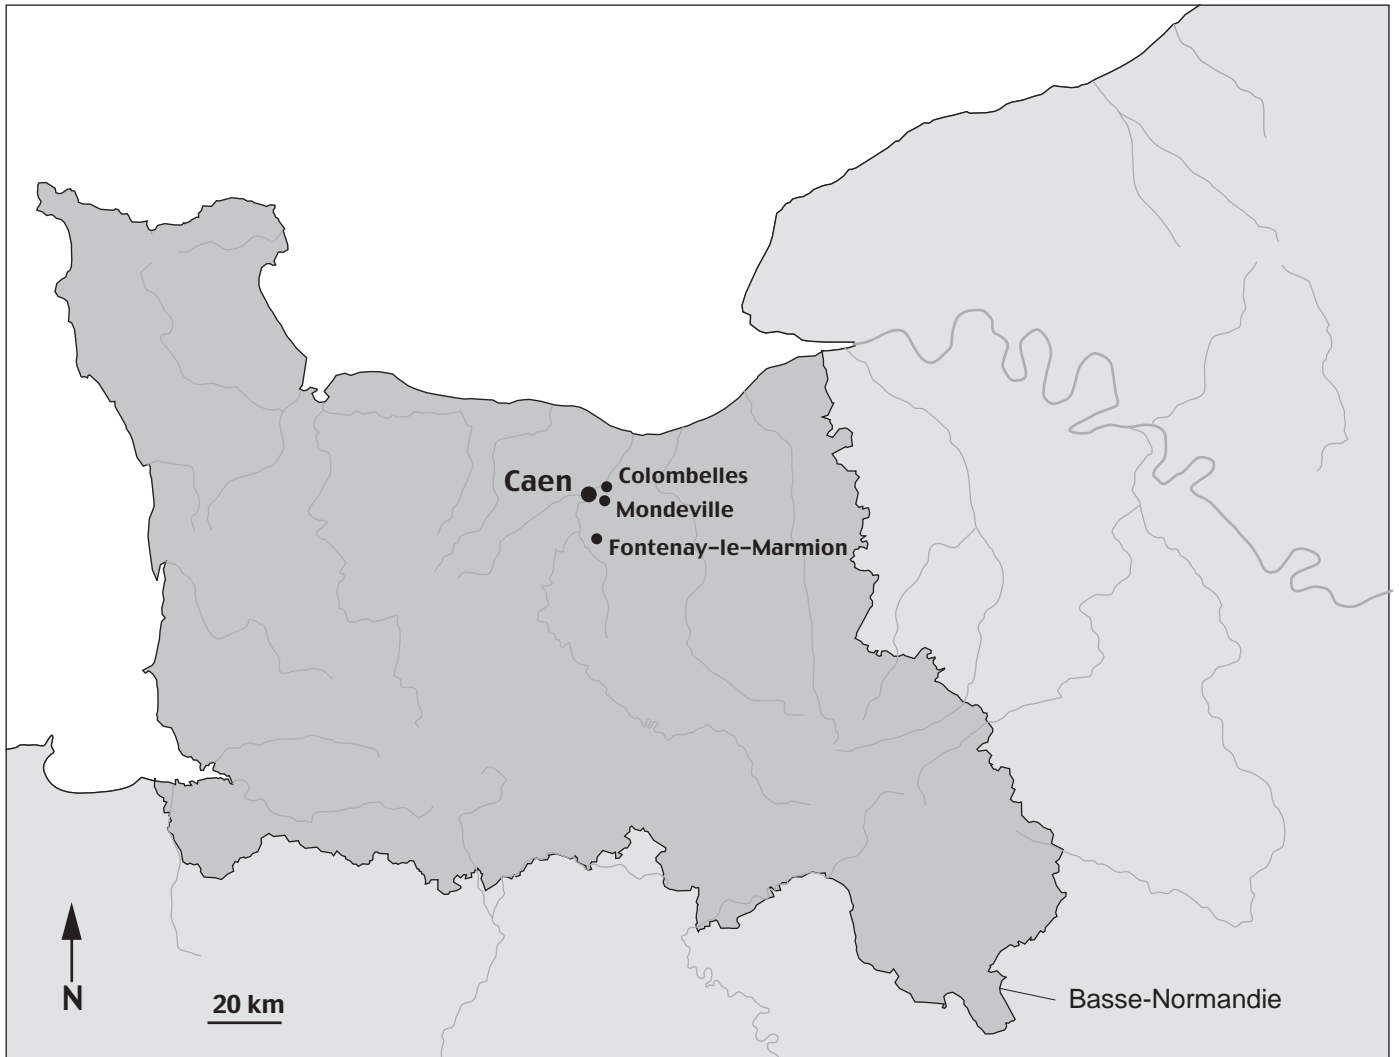 Colombelles
Caen
Mondeville
Fontenay-le-Marmion
N
20 km
Basse-Normandie